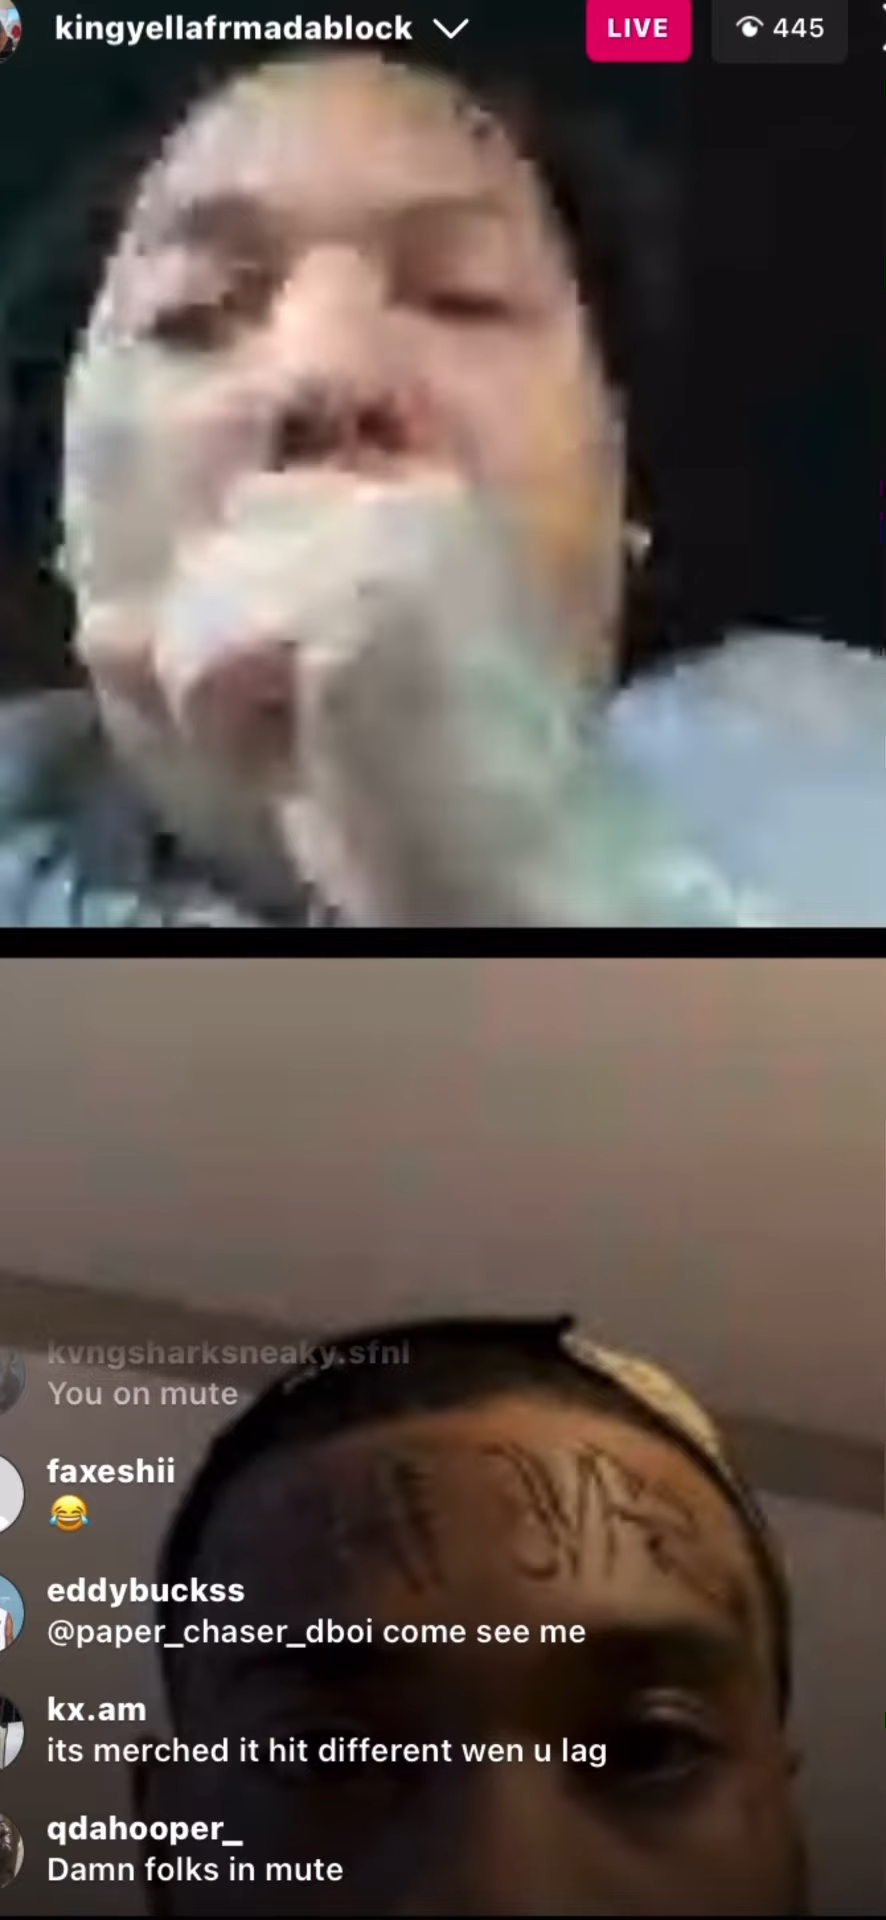 kingyellafrmadablock
LIVE
445
kvngsharksneaky.sfnl
You on mute
faxeshii
😂
eddybuckss
@paper_chaser_dboi come see me
kx.am
its merched it hit different wen u lag
qdahooper_
Damn folks in mute